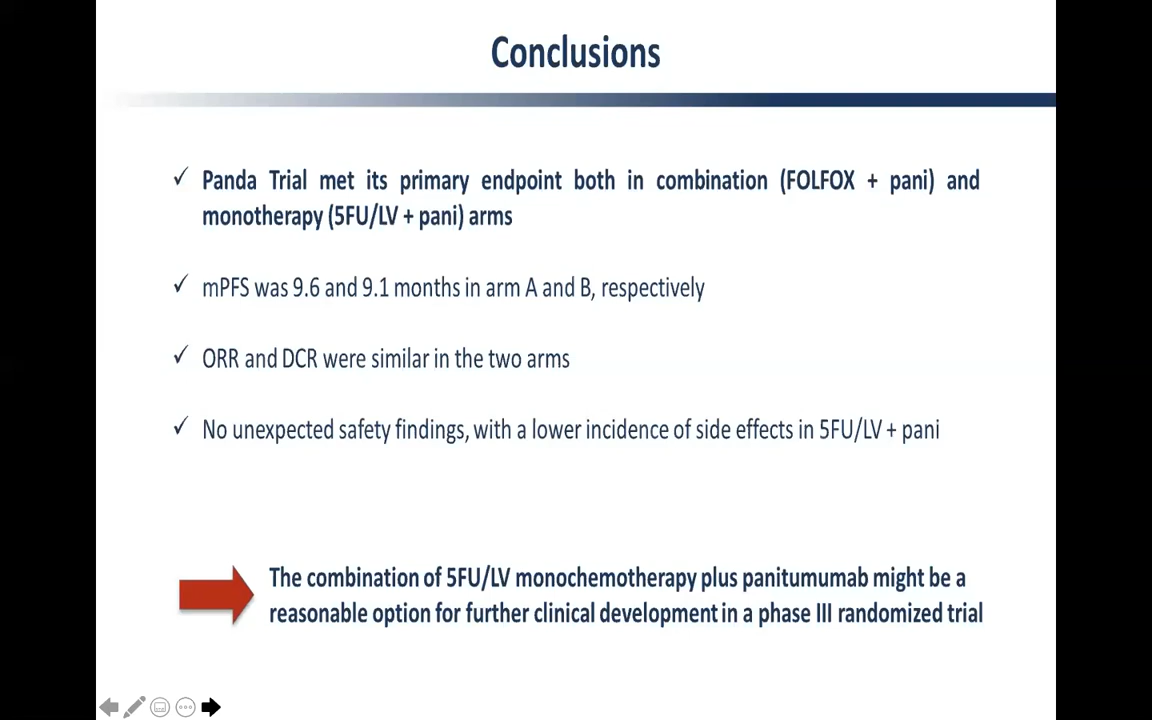 Conclusions
✓ Panda Trial met its primary endpoint both in combination (FOLFOX + pani) and
monotherapy (5FU/LV + pani) arms
✓ mPFS was 9.6 and 9.1 months in arm A and B, respectively
✓ ORR and DCR were similar in the two arms
✓ No unexpected safety findings, with a lower incidence of side effects in 5FU/LV + pani
The combination of 5FU/LV monochemotherapy plus panitumumab might be a
reasonable option for further clinical development in a phase III randomized trial